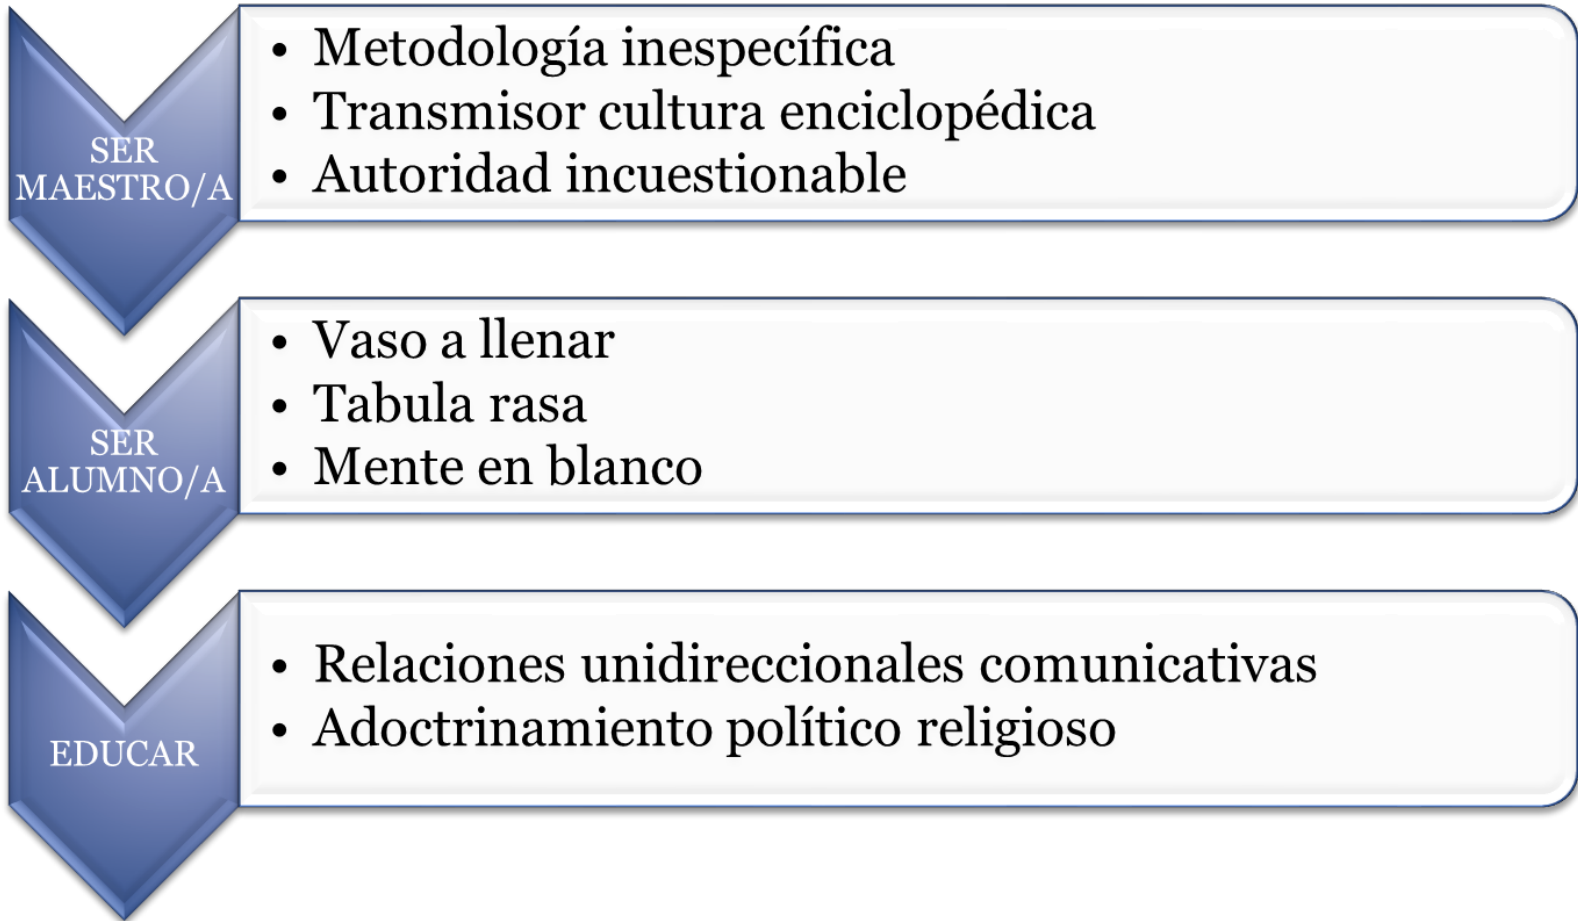 SER
MAESTRO/A
• Metodología inespecífica
• Transmisor cultura enciclopédica
• Autoridad incuestionable
SER
ALUMNO/A
• Vaso a llenar
• Tabula rasa
• Mente en blanco
EDUCAR
• Relaciones unidireccionales comunicativas
• Adoctrinamiento político religioso